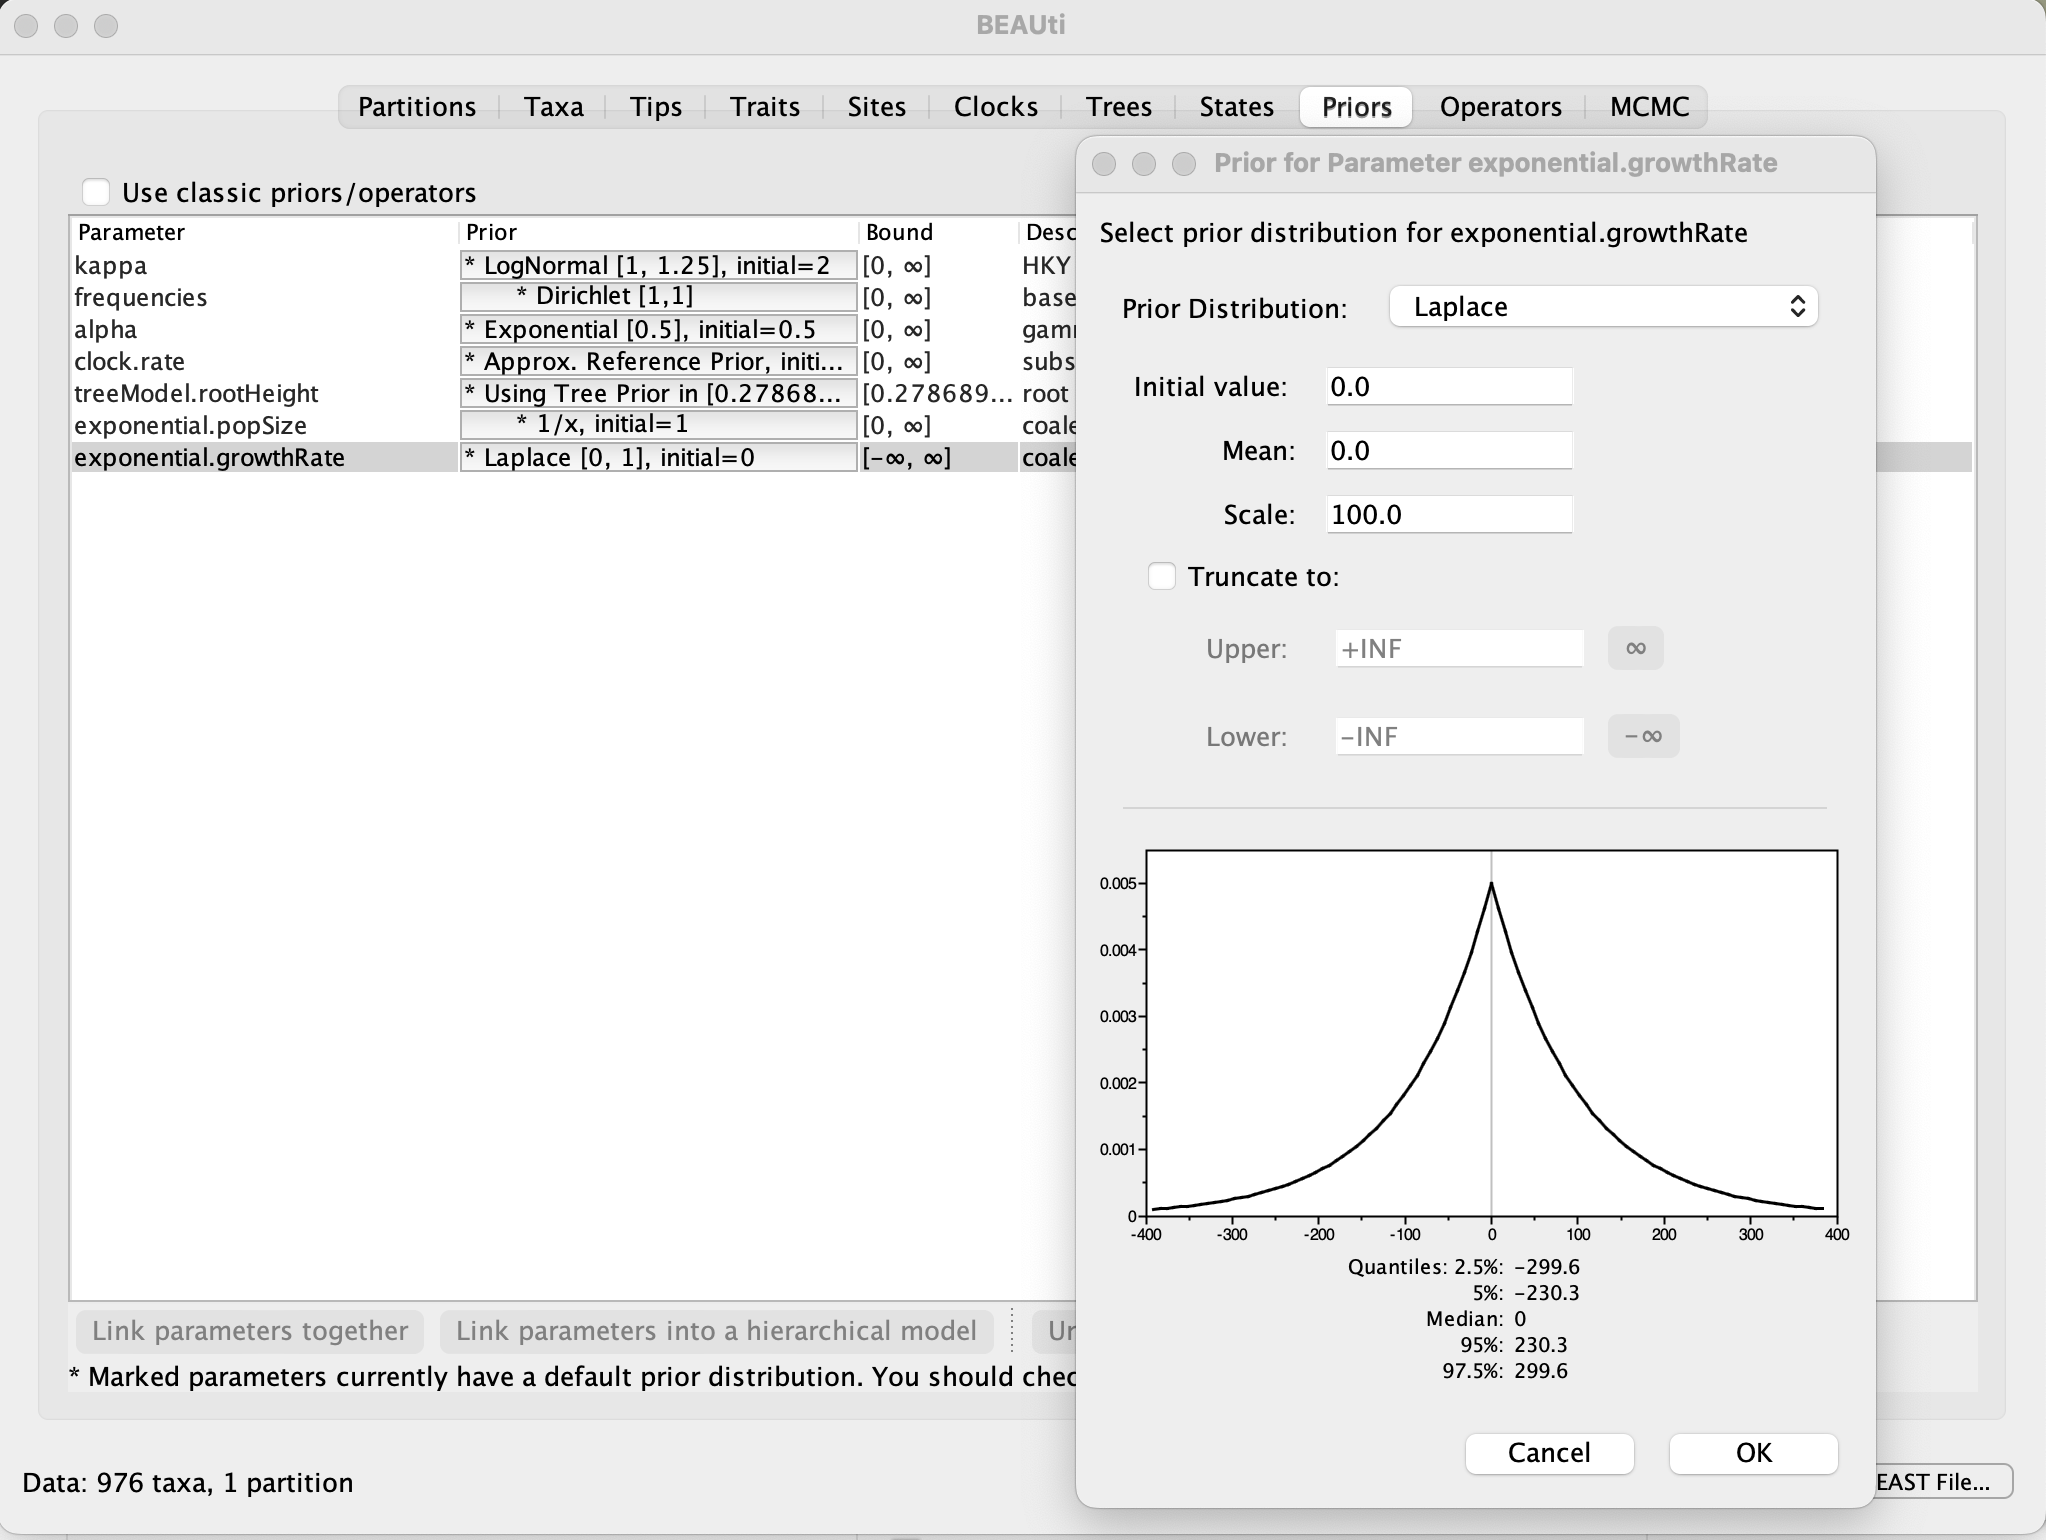 BEAUti
Partitions Taxa Tips Traits Sites Clocks Trees States Priors Operators MCMC
Use classic priors/operators
Parameter Prior Bound Desc
kappa * LogNormal [1, 1.25], initial=2 [0, ∞] HKY
frequencies * Dirichlet [1,1] [0, ∞] base
alpha * Exponential [0.5], initial=0.5 [0, ∞] gam
clock.rate * Approx. Reference Prior, initi... [0, ∞] subs
treeModel.rootHeight * Using Tree Prior in [0.27868... [0.278689... root
exponential.popSize * 1/x, initial=1 [0, ∞] coale
exponential.growthRate * Laplace [0, 1], initial=0 [-∞, ∞] coale
Link parameters together Link parameters into a hierarchical model Un
* Marked parameters currently have a default prior distribution. You should chec
Data: 976 taxa, 1 partition
EAST File...
Prior for Parameter exponential.growthRate
Select prior distribution for exponential.growthRate
Prior Distribution: Laplace
Initial value: 0.0
Mean: 0.0
Scale: 100.0
Truncate to:
Upper: +INF ∞
Lower: -INF -∞
0.005
0.004
0.003
0.002
0.001
0
-400 -300 -200 -100 0 100 200 300 400
Quantiles: 2.5%: -299.6
5%: -230.3
Median: 0
95%: 230.3
97.5%: 299.6
Cancel OK